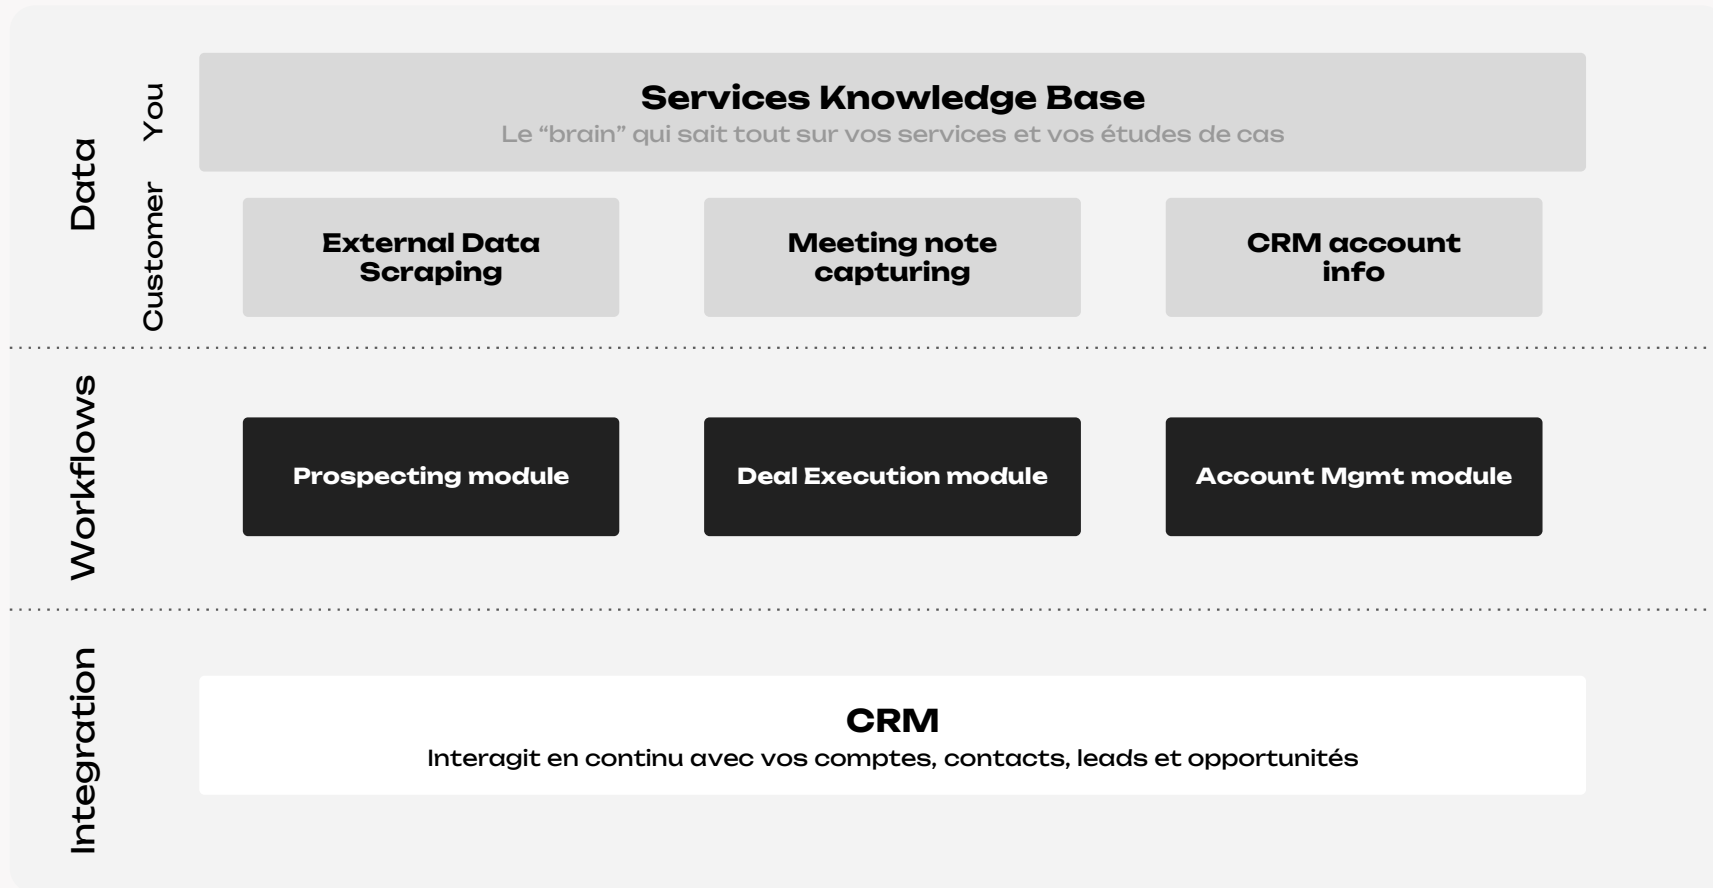 Data
You
Services Knowledge Base
Le “brain” qui sait tout sur vos services et vos études de cas
Customer
External Data
Scraping
Meeting note
capturing
CRM account
info
Workflows
Prospecting module
Deal Execution module
Account Mgmt module
Integration
CRM
Interagit en continu avec vos comptes, contacts, leads et opportunités